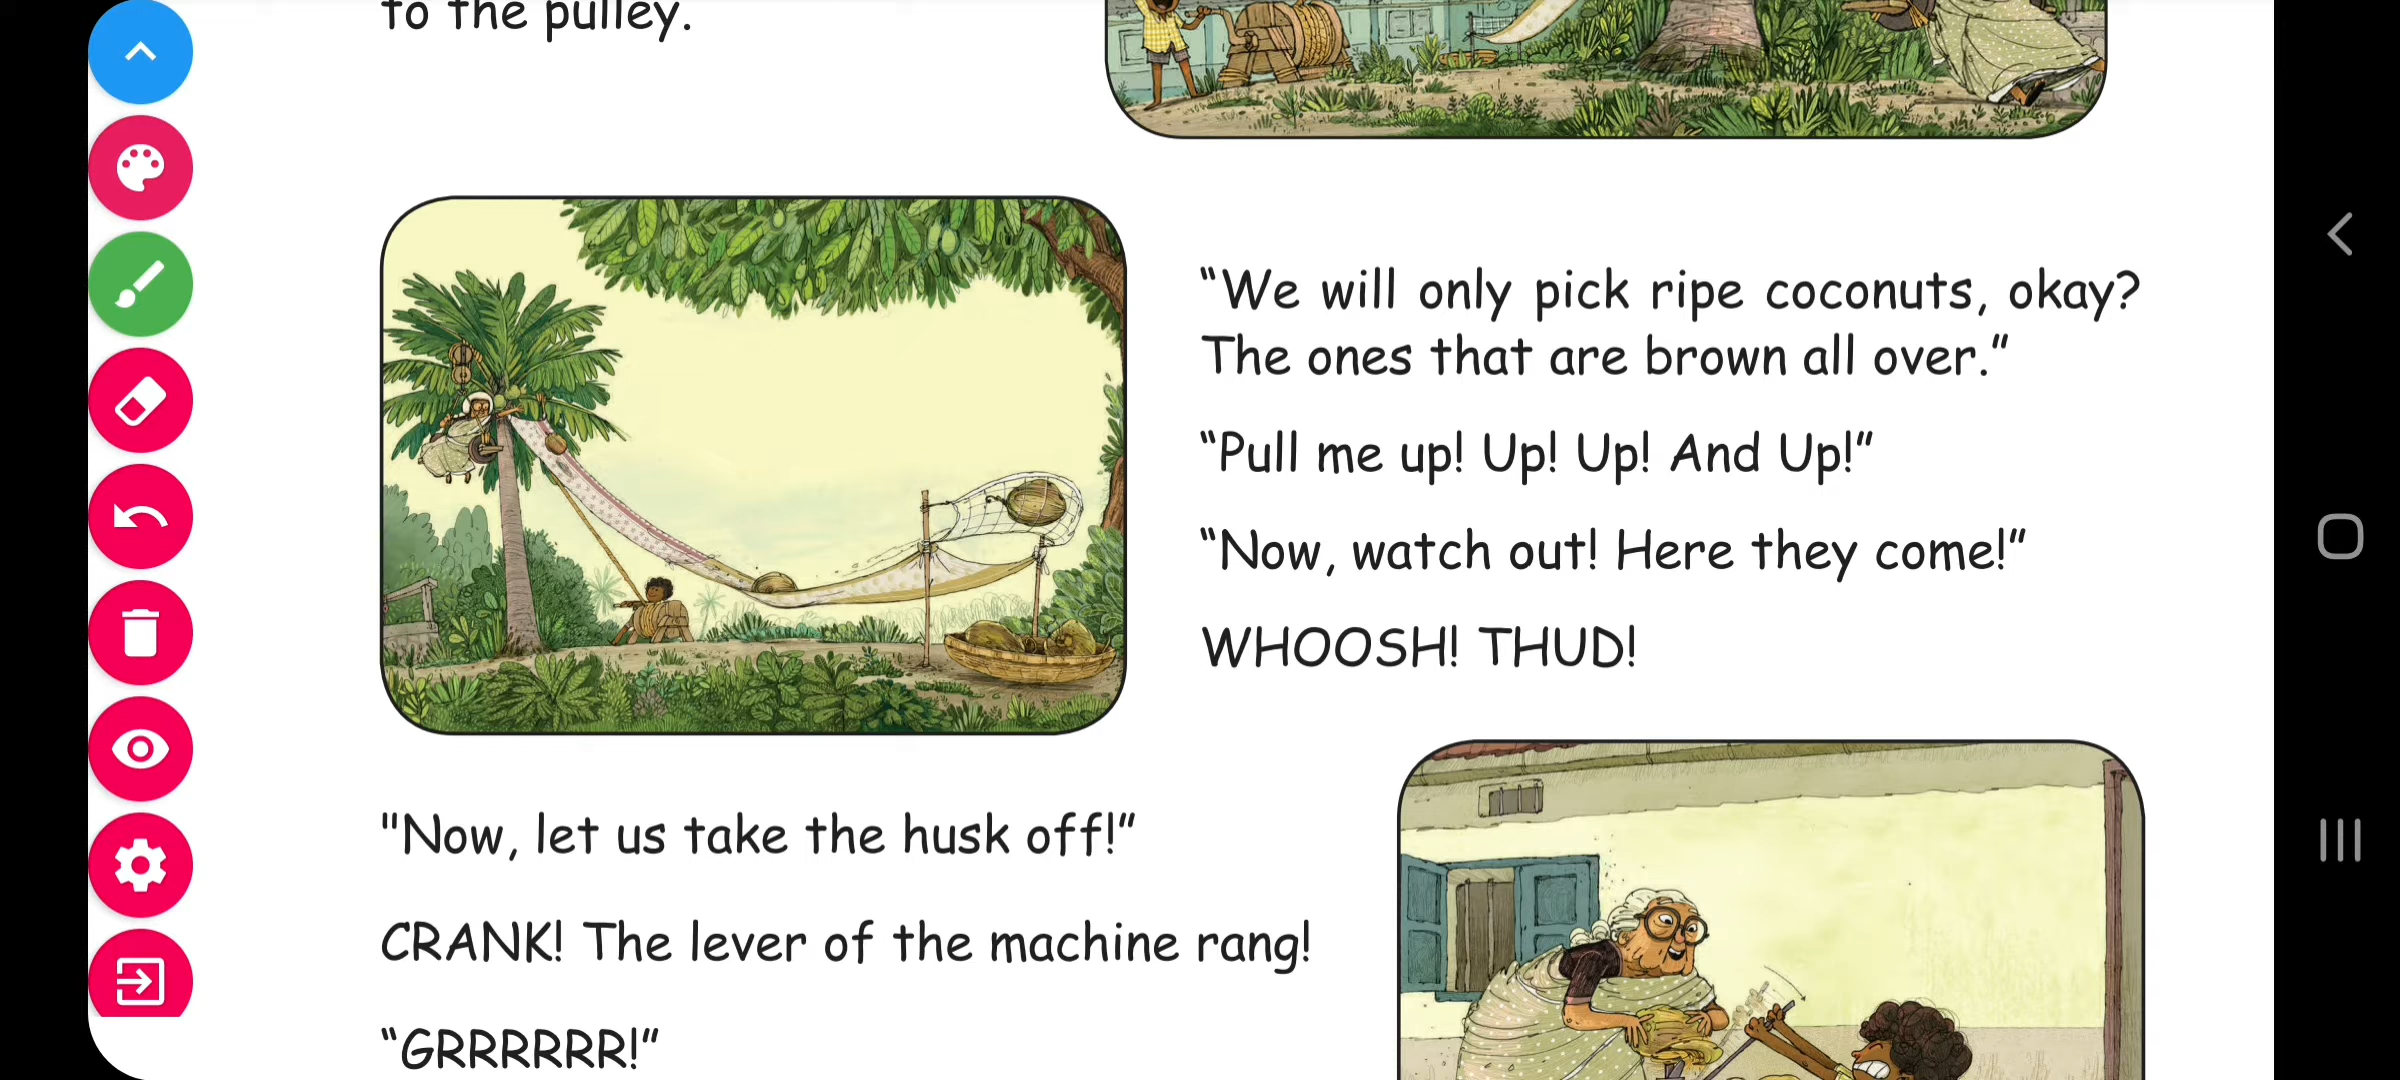 to the pulley.
“We will only pick ripe coconuts, okay?
The ones that are brown all over.”
“Pull me up! Up! Up! And Up!”
“Now, watch out! Here they come!”
WHOOSH! THUD!
"Now, let us take the husk off!”
CRANK! The lever of the machine rang!
“GRRRRRR!”